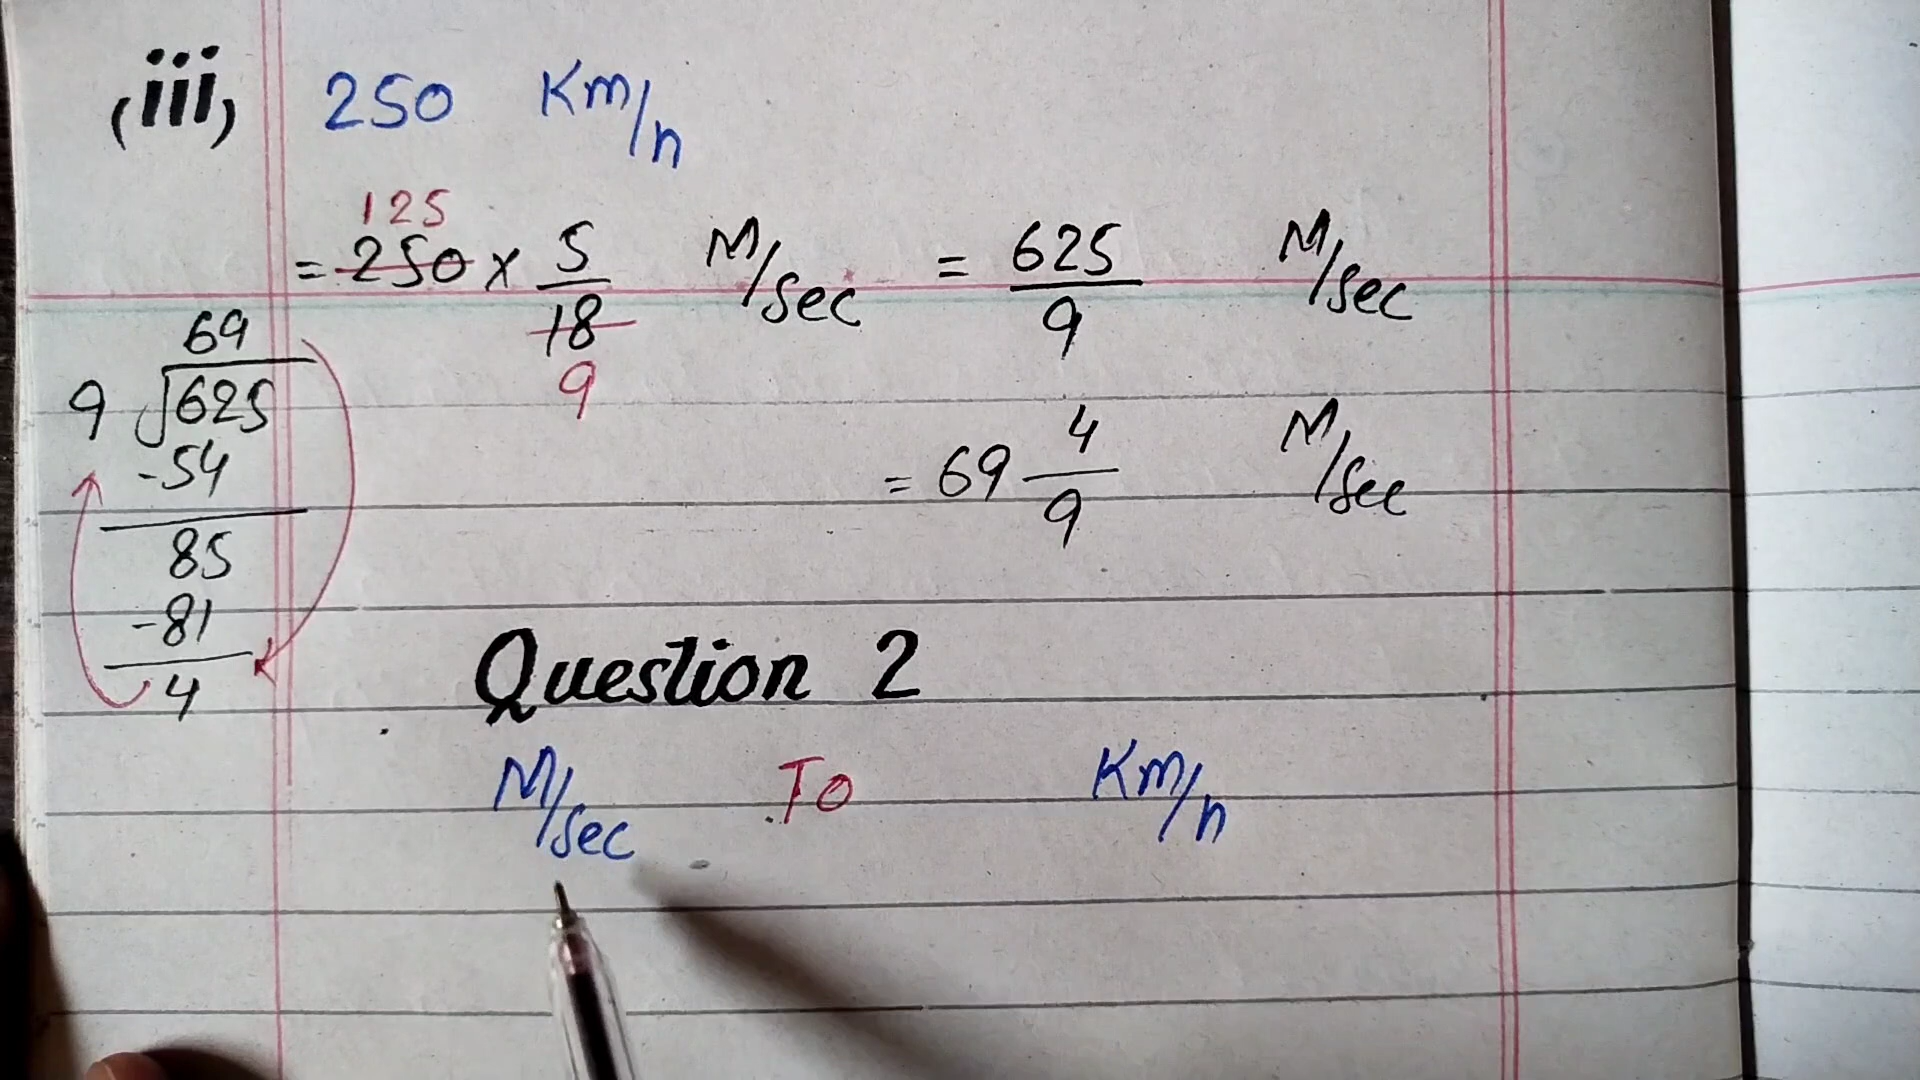 (iii) 250 Km/h
125
= 250 × 5/18 M/sec = 625/9 M/sec
9
= 69 4/9 M/sec
69
9 √625
-54
85
-81
4
Question 2
M/sec To Km/h